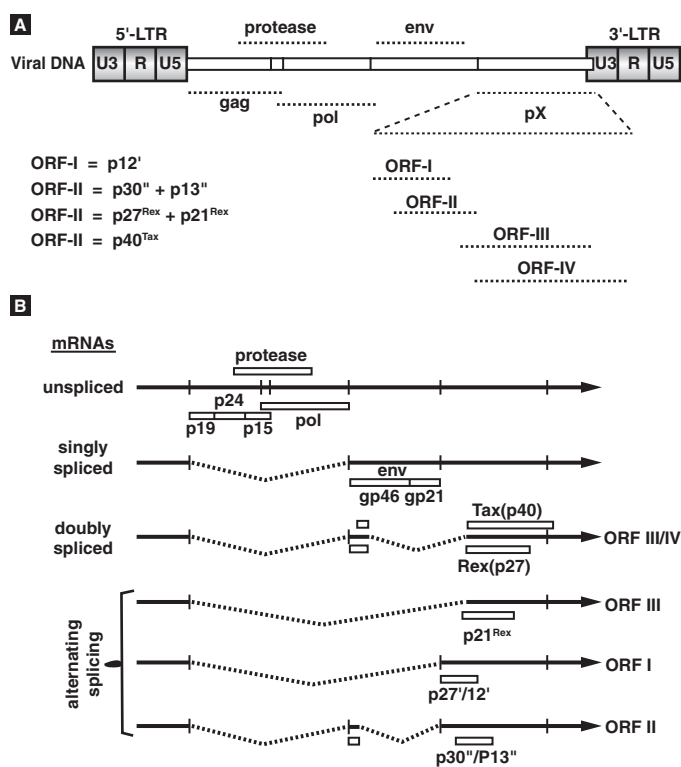 A
5'-LTR
protease
env
3'-LTR
Viral DNA
U3 R U5
U3 R U5
gag
pol
pX
ORF-I = p12'
ORF-II = p30" + p13"
ORF-II = p27Rex + p21Rex
ORF-II = p40Tax
ORF-I
ORF-II
ORF-III
ORF-IV
B
mRNAs
protease
unspliced
p24
p19 p15 pol
singly
spliced
env
gp46 gp21
doubly
spliced
Tax(p40)
ORF III/IV
Rex(p27)
alternating
splicing
ORF III
p21Rex
ORF I
p27'/12'
ORF II
p30"/P13"